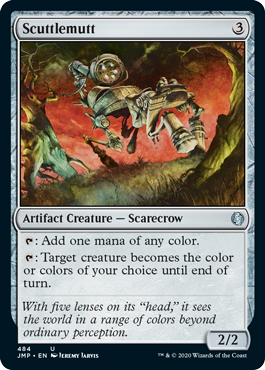 Scuttlemutt 3
Artifact Creature — Scarecrow
: Add one mana of any color.
: Target creature becomes the color
or colors of your choice until end of
turn.
With five lenses on its “head,” it sees
the world in a range of colors beyond
ordinary perception.
2/2
484 U
JMP • EN Jeremy Jarvis
™ & © 2020 Wizards of the Coast